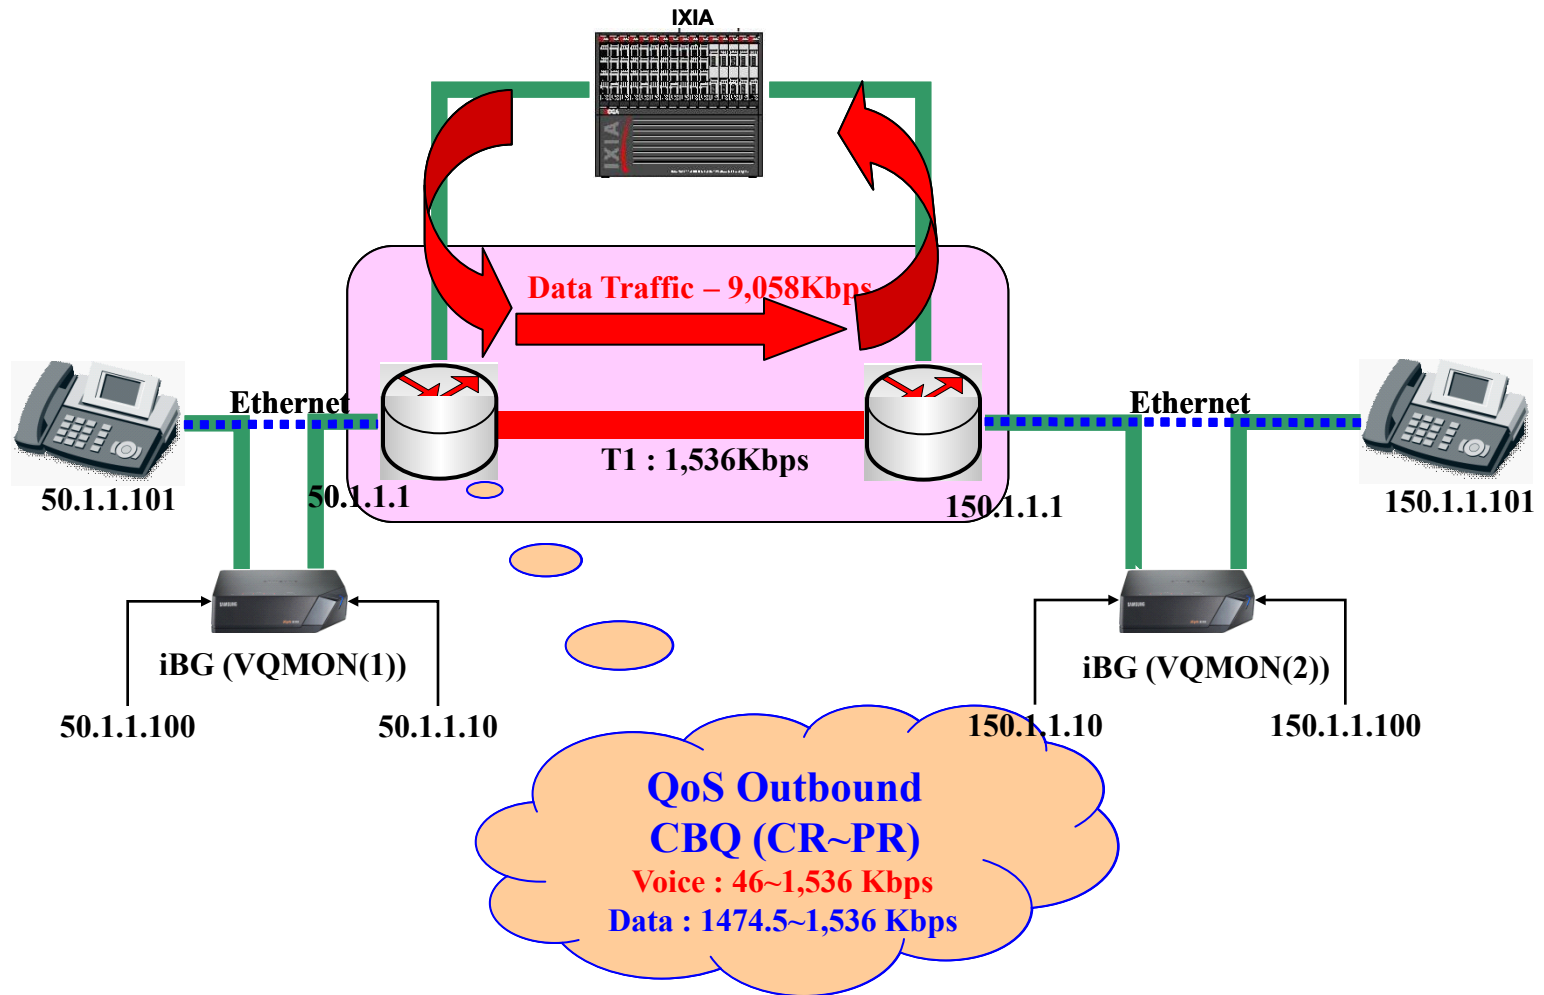 IXIA
IXIA
Data Traffic – 9,058Kbps
Ethernet
Ethernet
T1 : 1,536Kbps
50.1.1.101
50.1.1.1
150.1.1.1
150.1.1.101
SAMSUNG
SAMSUNG
iBG (VQMON(1))
iBG (VQMON(2))
50.1.1.100
50.1.1.10
150.1.1.10
150.1.1.100
QoS Outbound
CBQ (CR~PR)
Voice : 46~1,536 Kbps
Data : 1474.5~1,536 Kbps